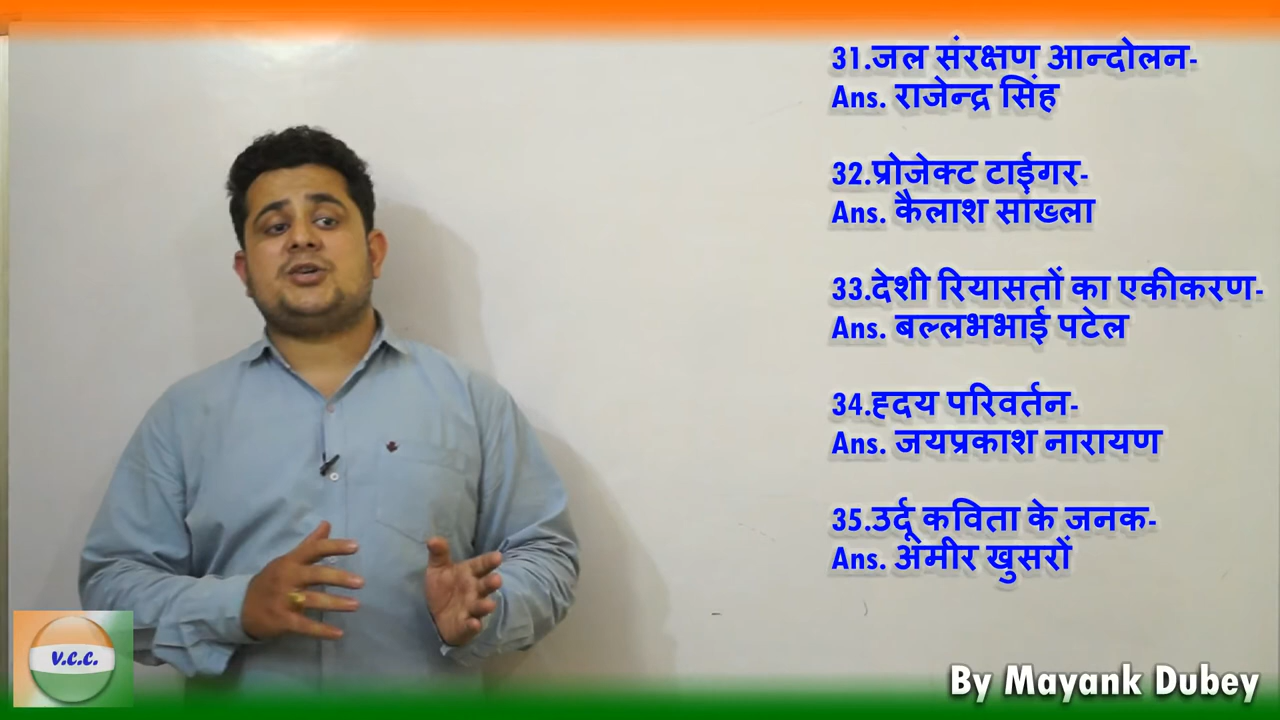 31.जल संरक्षण आन्दोलन-
Ans. राजेन्द्र सिंह
32.प्रोजेक्ट टाईगर-
Ans. कैलाश सांख्ला
33.देशी रियासतों का एकीकरण-
Ans. बल्लभभाई पटेल
34.ह्दय परिवर्तन-
Ans. जयप्रकाश नारायण
35.उर्दू कविता के जनक-
Ans. अमीर खुसरों
V.C.C.
By Mayank Dubey